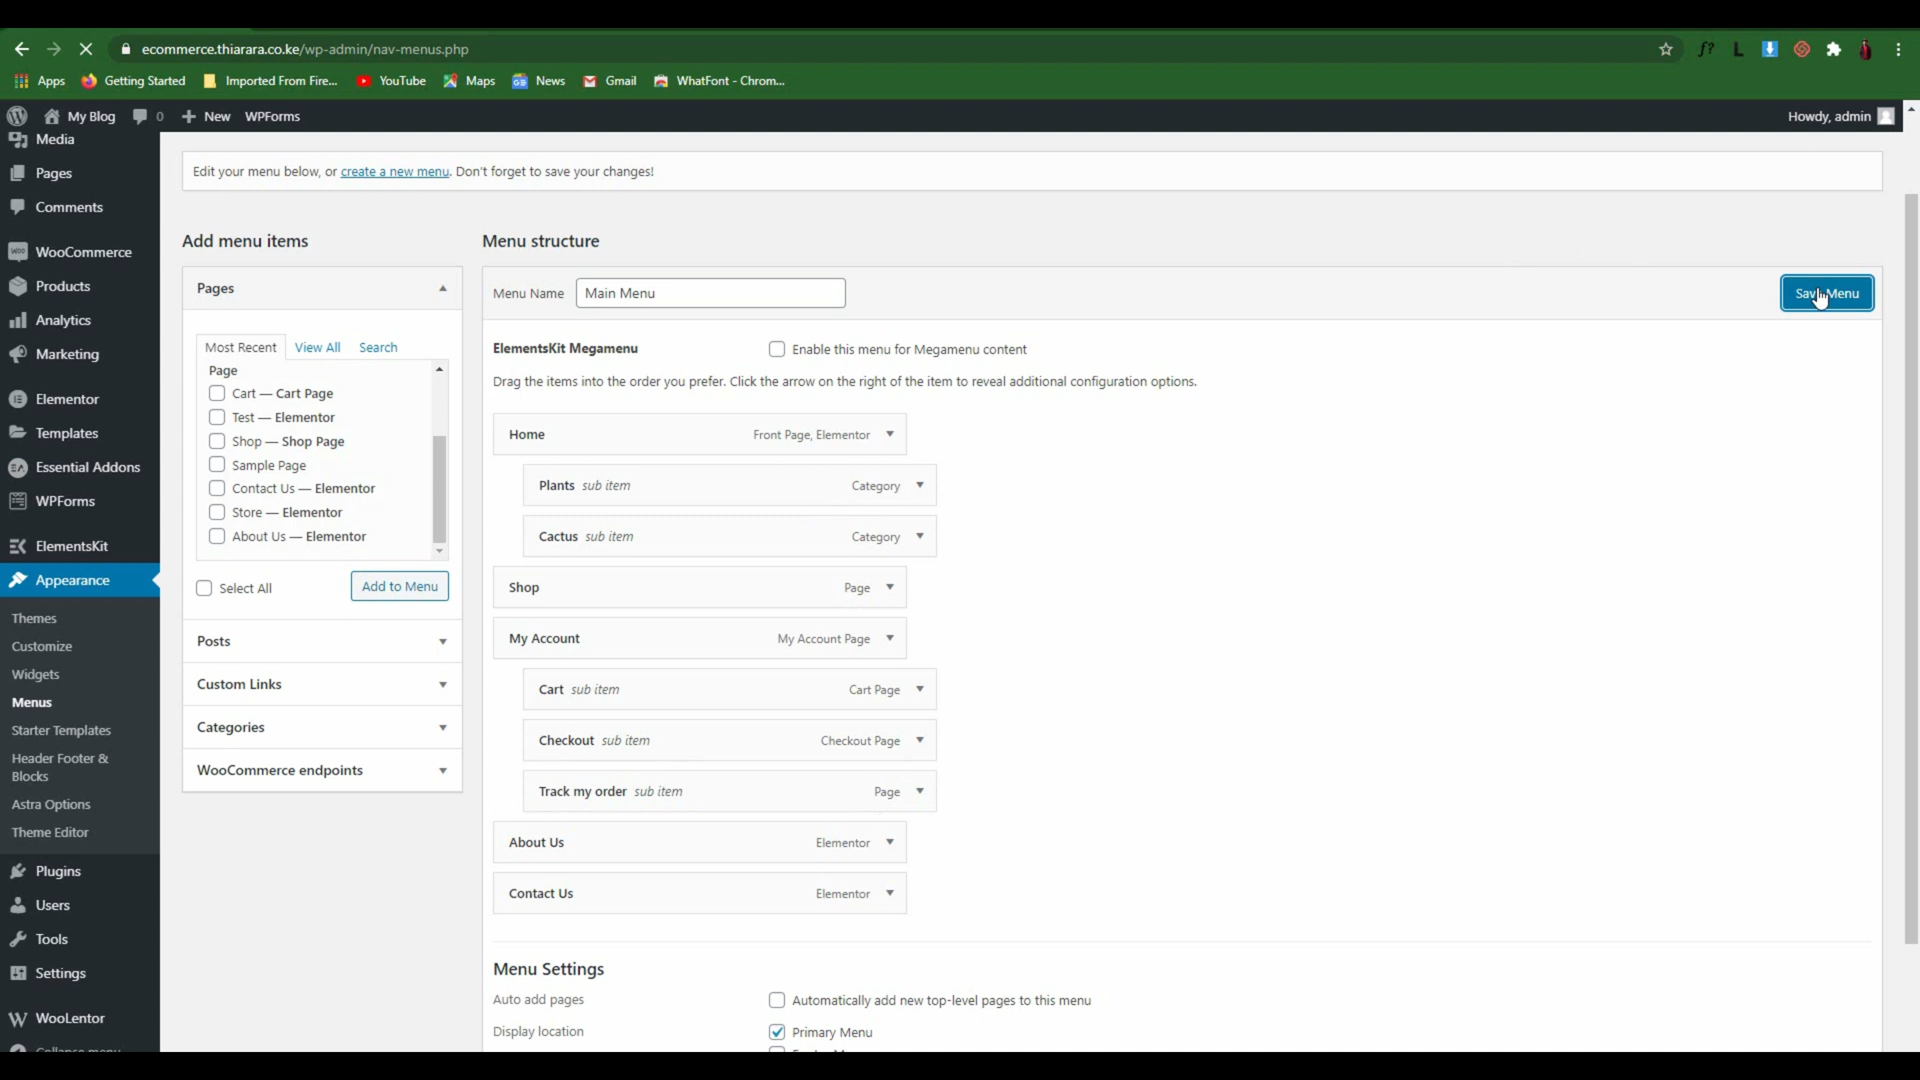 ecommerce.thiarara.co.ke/wp-admin/nav-menus.php
f?
L
Apps
Getting Started
Imported From Fire...
YouTube
Maps
News
Gmail
WhatFont - Chrom...
My Blog
0
New
WPForms
Howdy, admin
Media
Pages
Comments
WooCommerce
Products
Analytics
Marketing
Elementor
Templates
Essential Addons
WPForms
ElementsKit
Appearance
Themes
Customize
Widgets
Menus
Starter Templates
Header Footer &
Blocks
Astra Options
Theme Editor
Plugins
Users
Tools
Settings
WooLentor
Collapse menu
Edit your menu below, or create a new menu. Don't forget to save your changes!
Add menu items
Pages
Most Recent
View All
Search
Page
Cart — Cart Page
Test — Elementor
Shop — Shop Page
Sample Page
Contact Us — Elementor
Store — Elementor
About Us — Elementor
Select All
Add to Menu
Posts
Custom Links
Categories
WooCommerce endpoints
Menu structure
Menu Name
Main Menu
Save Menu
ElementsKit Megamenu
Enable this menu for Megamenu content
Drag the items into the order you prefer. Click the arrow on the right of the item to reveal additional configuration options.
Home
Front Page, Elementor
Plants sub item
Category
Cactus sub item
Category
Shop
Page
My Account
My Account Page
Cart sub item
Cart Page
Checkout sub item
Checkout Page
Track my order sub item
Page
About Us
Elementor
Contact Us
Elementor
Menu Settings
Auto add pages
Automatically add new top-level pages to this menu
Display location
Primary Menu